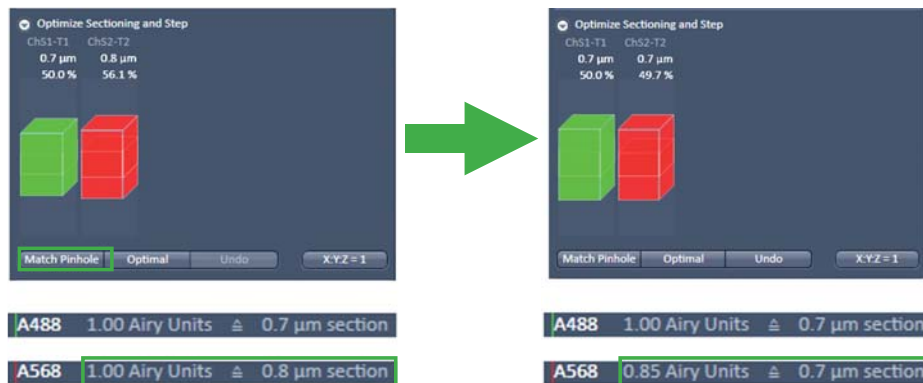 Optimize Sectioning and Step
ChS1-T1 ChS2-T2
0.7 µm 0.8 µm
50.0 % 56.1 %
Match Pinhole Optimal Undo X:Y:Z = 1
A488 1.00 Airy Units ≙ 0.7 µm section
A568 1.00 Airy Units ≙ 0.8 µm section
Optimize Sectioning and Step
ChS1-T1 ChS2-T2
0.7 µm 0.7 µm
50.0 % 49.7 %
Match Pinhole Optimal Undo X:Y:Z = 1
A488 1.00 Airy Units ≙ 0.7 µm section
A568 0.85 Airy Units ≙ 0.7 µm section